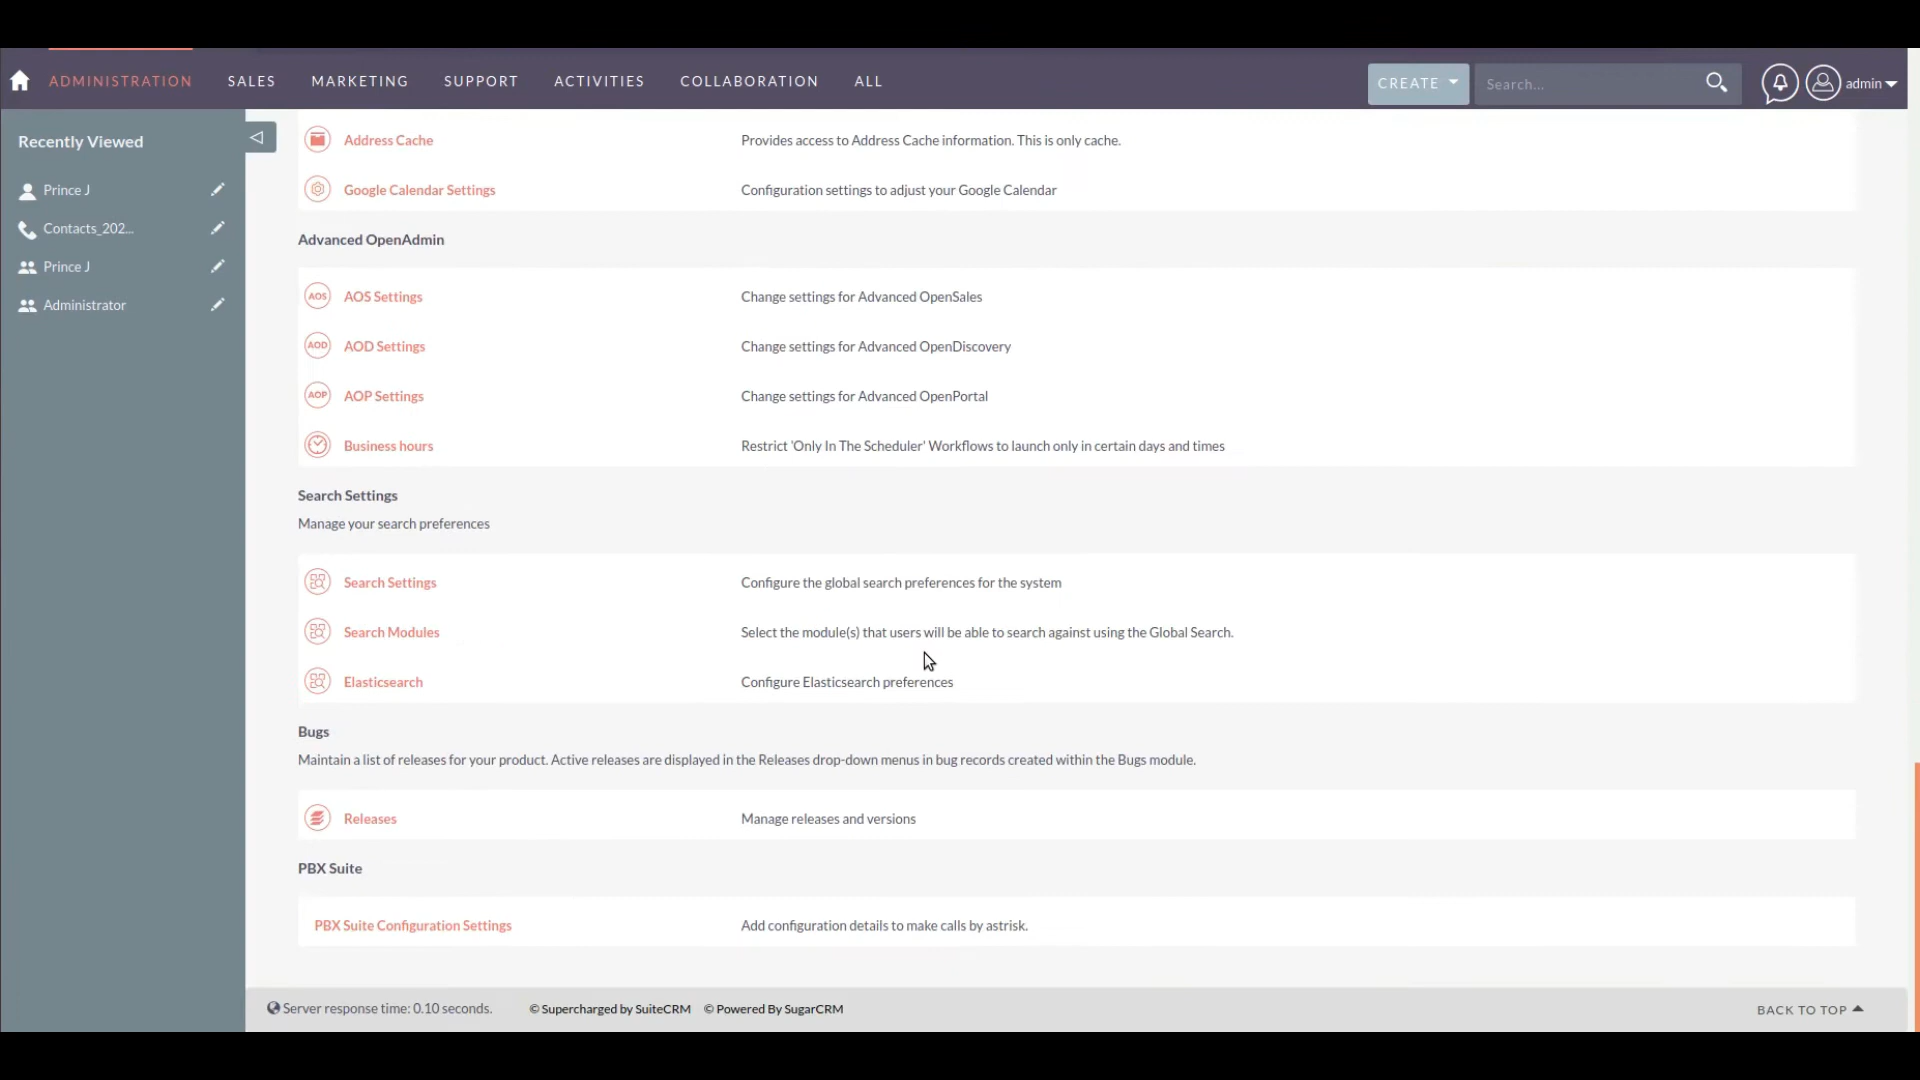 ADMINISTRATION SALES MARKETING SUPPORT ACTIVITIES COLLABORATION ALL CREATE Search... admin
Recently Viewed
Prince J
Contacts_202...
Prince J
Administrator
Address Cache Provides access to Address Cache information. This is only cache.
Google Calendar Settings Configuration settings to adjust your Google Calendar
Advanced OpenAdmin
AOS AOS Settings Change settings for Advanced OpenSales
AOD AOD Settings Change settings for Advanced OpenDiscovery
AOP AOP Settings Change settings for Advanced OpenPortal
Business hours Restrict 'Only In The Scheduler' Workflows to launch only in certain days and times
Search Settings
Manage your search preferences
Search Settings Configure the global search preferences for the system
Search Modules Select the module(s) that users will be able to search against using the Global Search.
Elasticsearch Configure Elasticsearch preferences
Bugs
Maintain a list of releases for your product. Active releases are displayed in the Releases drop-down menus in bug records created within the Bugs module.
Releases Manage releases and versions
PBX Suite
PBX Suite Configuration Settings Add configuration details to make calls by astrisk.
Server response time: 0.10 seconds. © Supercharged by SuiteCRM © Powered By SugarCRM BACK TO TOP